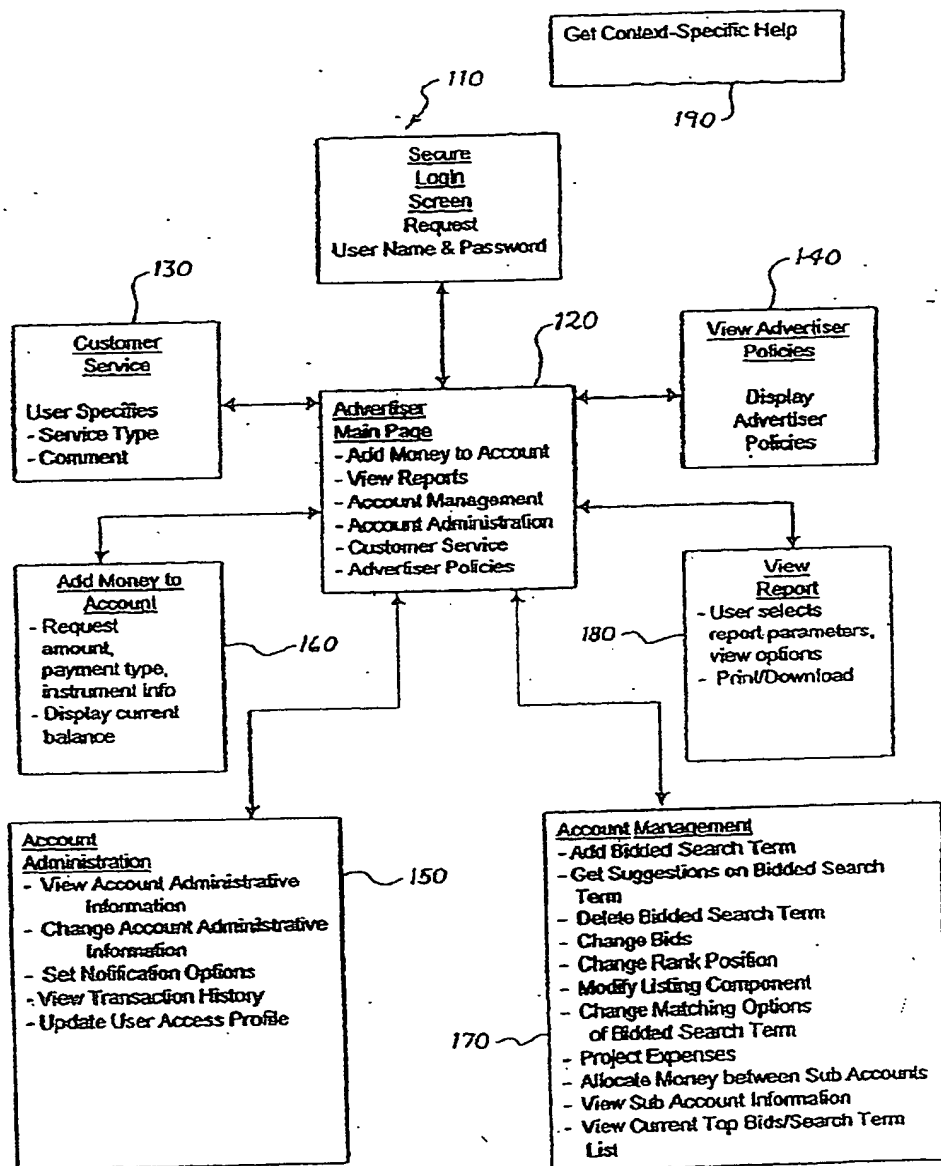 Get Context-Specific Help
190
110
Secure
Login
Screen
Request
User Name & Password
130
Customer
Service
User Specifies
- Service Type
- Comment
140
View Advertiser
Policies
Display
Advertiser
Policies
120
Advertiser
Main Page
- Add Money to Account
- View Reports
- Account Management
- Account Administration
- Customer Service
- Advertiser Policies
Add Money to
Account
- Request
amount,
payment type,
instrument info
- Display current
balance
160
View
Report
- User selects
report parameters,
view options
- Print/Download
180
Account
Administration
- View Account Administrative
Information
- Change Account Administrative
Information
- Set Notification Options
- View Transaction History
- Update User Access Profile
150
Account Management
- Add Bidded Search Term
- Get Suggestions on Bidded Search
Term
- Delete Bidded Search Term
- Change Bids
- Change Rank Position
- Modify Listing Component
- Change Matching Options
of Bidded Search Term
- Project Expenses
- Allocate Money between Sub Accounts
- View Sub Account Information
- View Current Top Bids/Search Term
List
170